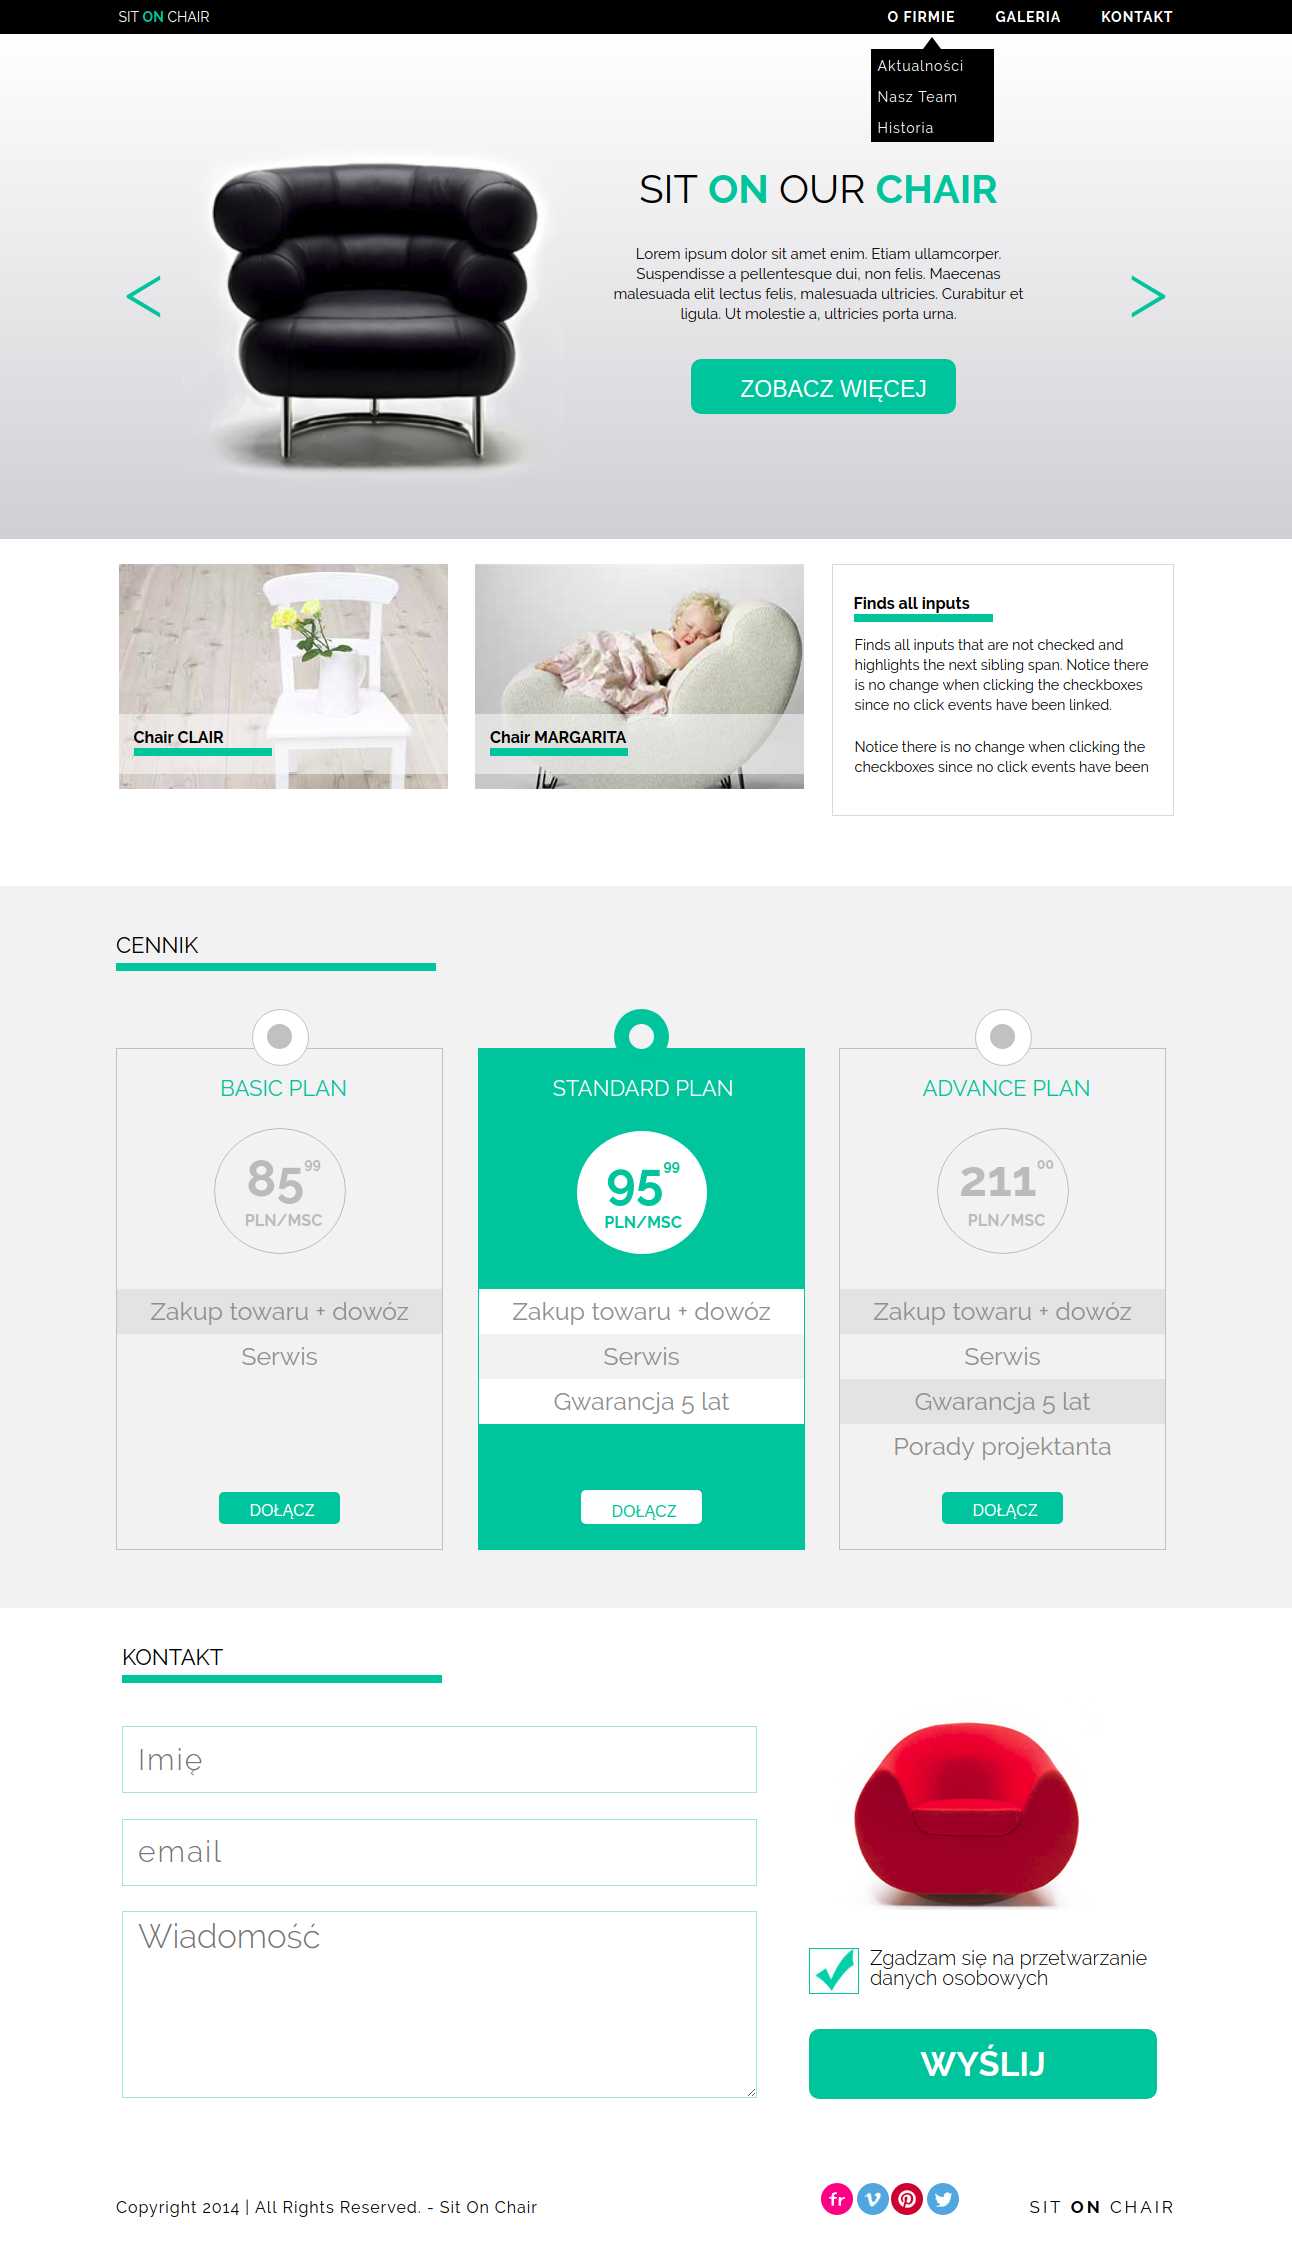 SIT ON CHAIR
O FIRMIE GALERIA KONTAKT
Aktualności
Nasz Team
Historia
SIT ON OUR CHAIR
Lorem ipsum dolor sit amet enim. Etiam ullamcorper.
Suspendisse a pellentesque dui, non felis. Maecenas
malesuada elit lectus felis, malesuada ultricies. Curabitur et
ligula. Ut molestie a, ultricies porta urna.
< >
ZOBACZ WIĘCEJ
Chair CLAIR
Chair MARGARITA
Finds all inputs
Finds all inputs that are not checked and
highlights the next sibling span. Notice there
is no change when clicking the checkboxes
since no click events have been linked.
Notice there is no change when clicking the
checkboxes since no click events have been
CENNIK
BASIC PLAN
85 99
PLN/MSC
Zakup towaru + dowóz
Serwis
DOŁĄCZ
STANDARD PLAN
95 99
PLN/MSC
Zakup towaru + dowóz
Serwis
Gwarancja 5 lat
DOŁĄCZ
ADVANCE PLAN
211 00
PLN/MSC
Zakup towaru + dowóz
Serwis
Gwarancja 5 lat
Porady projektanta
DOŁĄCZ
KONTAKT
Imię
email
Wiadomość
Zgadzam się na przetwarzanie
danych osobowych
WYŚLIJ
Copyright 2014 | All Rights Reserved. - Sit On Chair
fr
SIT ON CHAIR